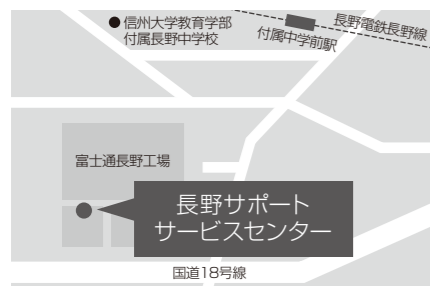 信州大学教育学部
付属長野中学校
付属中学前駅
長野電鉄長野線
富士通長野工場
長野サポート
サービスセンター
国道18号線